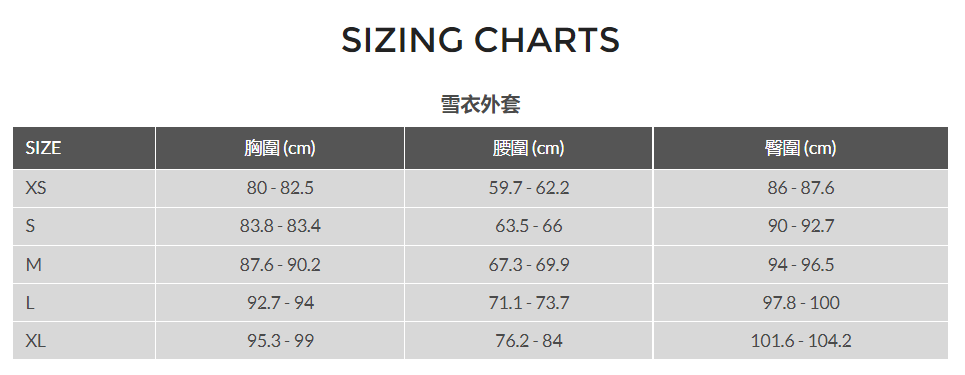 SIZING CHARTS
雪衣外套
SIZE 胸圍 (cm) 腰圍 (cm) 臀圍 (cm)
XS 80 - 82.5 59.7 - 62.2 86 - 87.6
S 83.8 - 83.4 63.5 - 66 90 - 92.7
M 87.6 - 90.2 67.3 - 69.9 94 - 96.5
L 92.7 - 94 71.1 - 73.7 97.8 - 100
XL 95.3 - 99 76.2 - 84 101.6 - 104.2